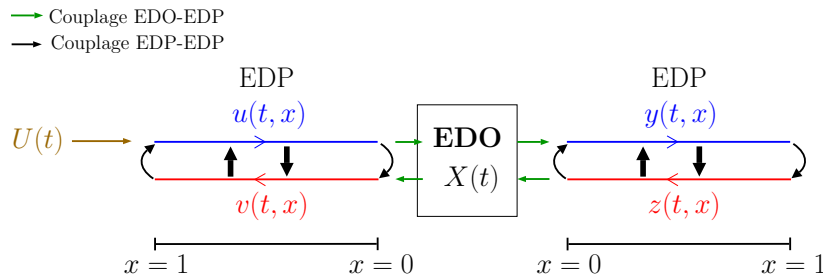 Couplage EDO-EDP
Couplage EDP-EDP
EDP
EDP
u(t, x)
y(t, x)
U(t)
EDO
X(t)
v(t, x)
z(t, x)
x = 1
x = 0
x = 0
x = 1